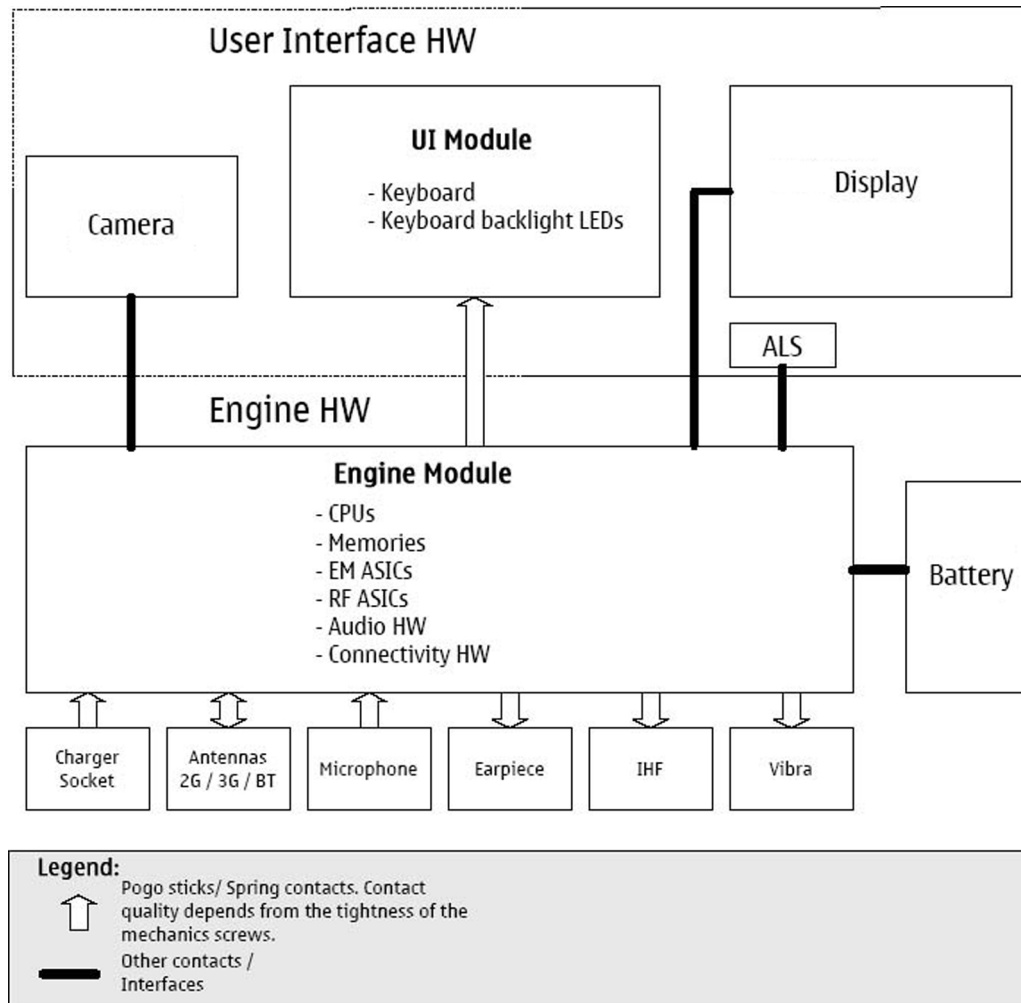 User Interface HW
UI Module
- Keyboard
- Keyboard backlight LEDs
Camera
Display
ALS
Engine HW
Engine Module
- CPUs
- Memories
- EM ASICs
- RF ASICs
- Audio HW
- Connectivity HW
Battery
Charger
Socket
Antennas
2G / 3G / BT
Microphone
Earpiece
IHF
Vibra
Legend:
Pogo sticks/ Spring contacts. Contact
quality depends from the tightness of the
mechanics screws.
Other contacts /
Interfaces